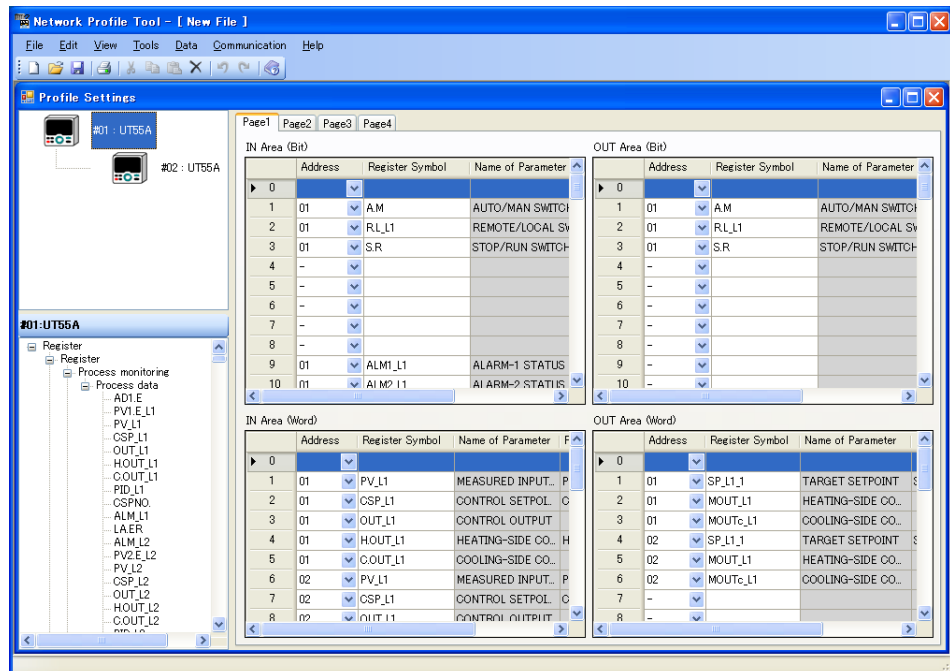 Network Profile Tool - [ New File ]
File Edit View Tools Data Communication Help
Profile Settings
#01 : UT55A
#02 : UT55A
#01:UT55A
Register
Register
Process monitoring
Process data
AD1.E
PV1.E_L1
PV_L1
CSP_L1
OUT_L1
H.OUT_L1
C.OUT_L1
PID_L1
CSPNO.
ALM_L1
LA.ER
ALM_L2
PV2.E_L2
PV_L2
CSP_L2
OUT_L2
H.OUT_L2
C.OUT_L2
Page1 Page2 Page3 Page4
IN Area (Bit)
Address Register Symbol Name of Parameter
0
1 01 A.M AUTO/MAN SWITCH
2 01 R.L_L1 REMOTE/LOCAL SW
3 01 S.R STOP/RUN SWITCH
4 -
5 -
6 -
7 -
8 -
9 01 ALM1_L1 ALARM-1 STATUS
10 01 ALM2_L1 ALARM-2 STATUS
OUT Area (Bit)
Address Register Symbol Name of Parameter
0
1 01 A.M AUTO/MAN SWITCH
2 01 R.L_L1 REMOTE/LOCAL SW
3 01 S.R STOP/RUN SWITCH
4 -
5 -
6 -
7 -
8 -
9 -
10 -
IN Area (Word)
Address Register Symbol Name of Parameter F
0
1 01 PV_L1 MEASURED INPUT... P
2 01 CSP_L1 CONTROL SETPOI... C
3 01 OUT_L1 CONTROL OUTPUT
4 01 H.OUT_L1 HEATING-SIDE CO... H
5 01 C.OUT_L1 COOLING-SIDE CO...
6 02 PV_L1 MEASURED INPUT... P
7 02 CSP_L1 CONTROL SETPOI... C
8 02 OUT_L1 CONTROL OUTPUT
OUT Area (Word)
Address Register Symbol Name of Parameter
0
1 01 SP_L1_1 TARGET SETPOINT S
2 01 MOUT_L1 HEATING-SIDE CO...
3 01 MOUTc_L1 COOLING-SIDE CO...
4 02 SP_L1_1 TARGET SETPOINT S
5 02 MOUT_L1 HEATING-SIDE CO...
6 02 MOUTc_L1 COOLING-SIDE CO...
7 -
8 -